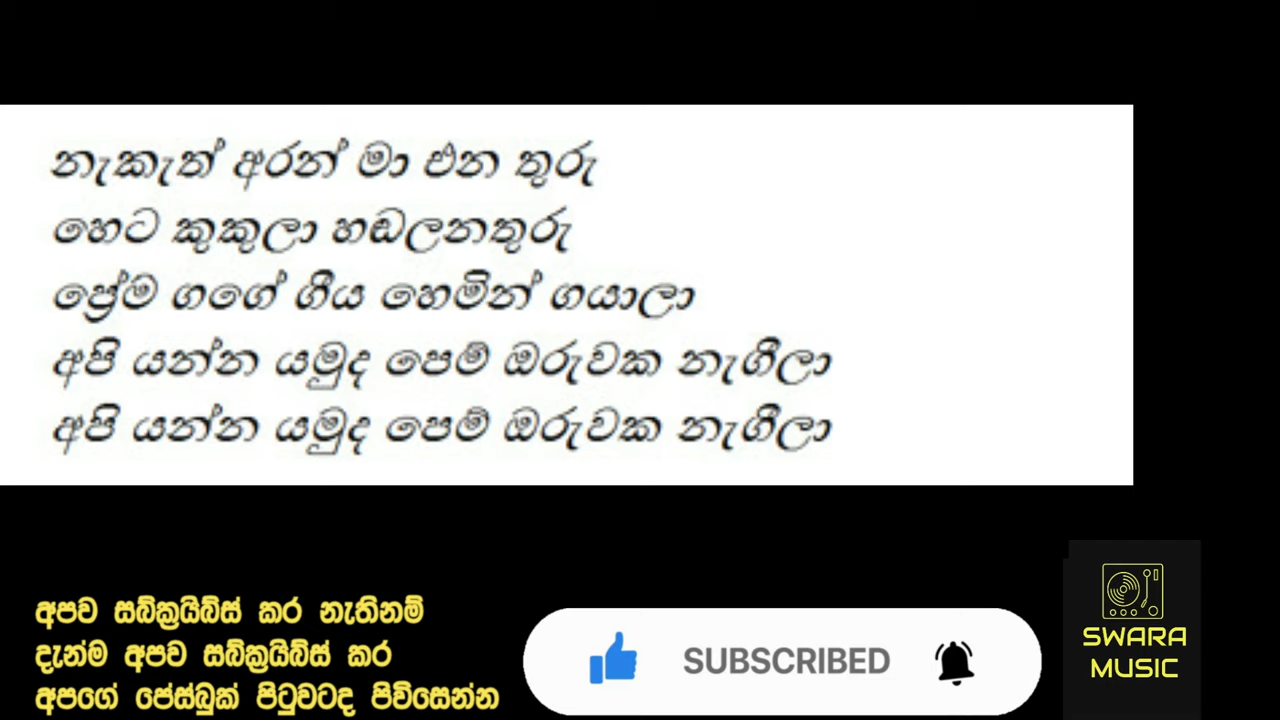 නැකැත් අරන් මා එන තුරු
හෙට කුකුලා හඬලනතුරු
ප්‍රේම ගගේ ගීය හෙමින් ගයාලා
අපි යන්න යමුද පෙම් ඔරුවක නැගීලා
අපි යන්න යමුද පෙම් ඔරුවක නැගීලා
අපව සබ්ක්‍රයිබ්ස් කර නැතිනම්
දැන්ම අපව සබ්ක්‍රයිබ්ස් කර
අපගේ ෆේස්බුක් පිටුවටද පිවිසෙන්න
SUBSCRIBED
SWARA
MUSIC